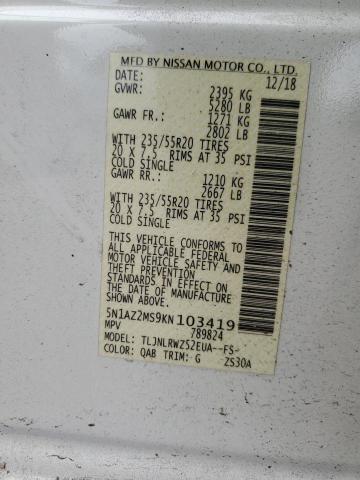 MFD BY NISSAN MOTOR CO., LTD.
DATE: 12/18
GVWR: 2395 KG
5280 LB
GAWR FR.: 1271 KG
2802 LB
WITH 235/55R20 TIRES
20 X 7.5 RIMS AT 35 PSI
COLD SINGLE
GAWR RR.: 1210 KG
2667 LB
WITH 235/55R20 TIRES
20 X 7.5 RIMS AT 35 PSI
COLD SINGLE
THIS VEHICLE CONFORMS TO
ALL APPLICABLE FEDERAL
MOTOR VEHICLE SAFETY AND
THEFT PREVENTION
STANDARDS IN EFFECT ON
THE DATE OF MANUFACTURE
SHOWN ABOVE.
5N1AZ2MS9KN103419
MPV 789824
MODEL: TLJNLRWZS2EUA--FS-
COLOR: QAB TRIM: G ZS30A